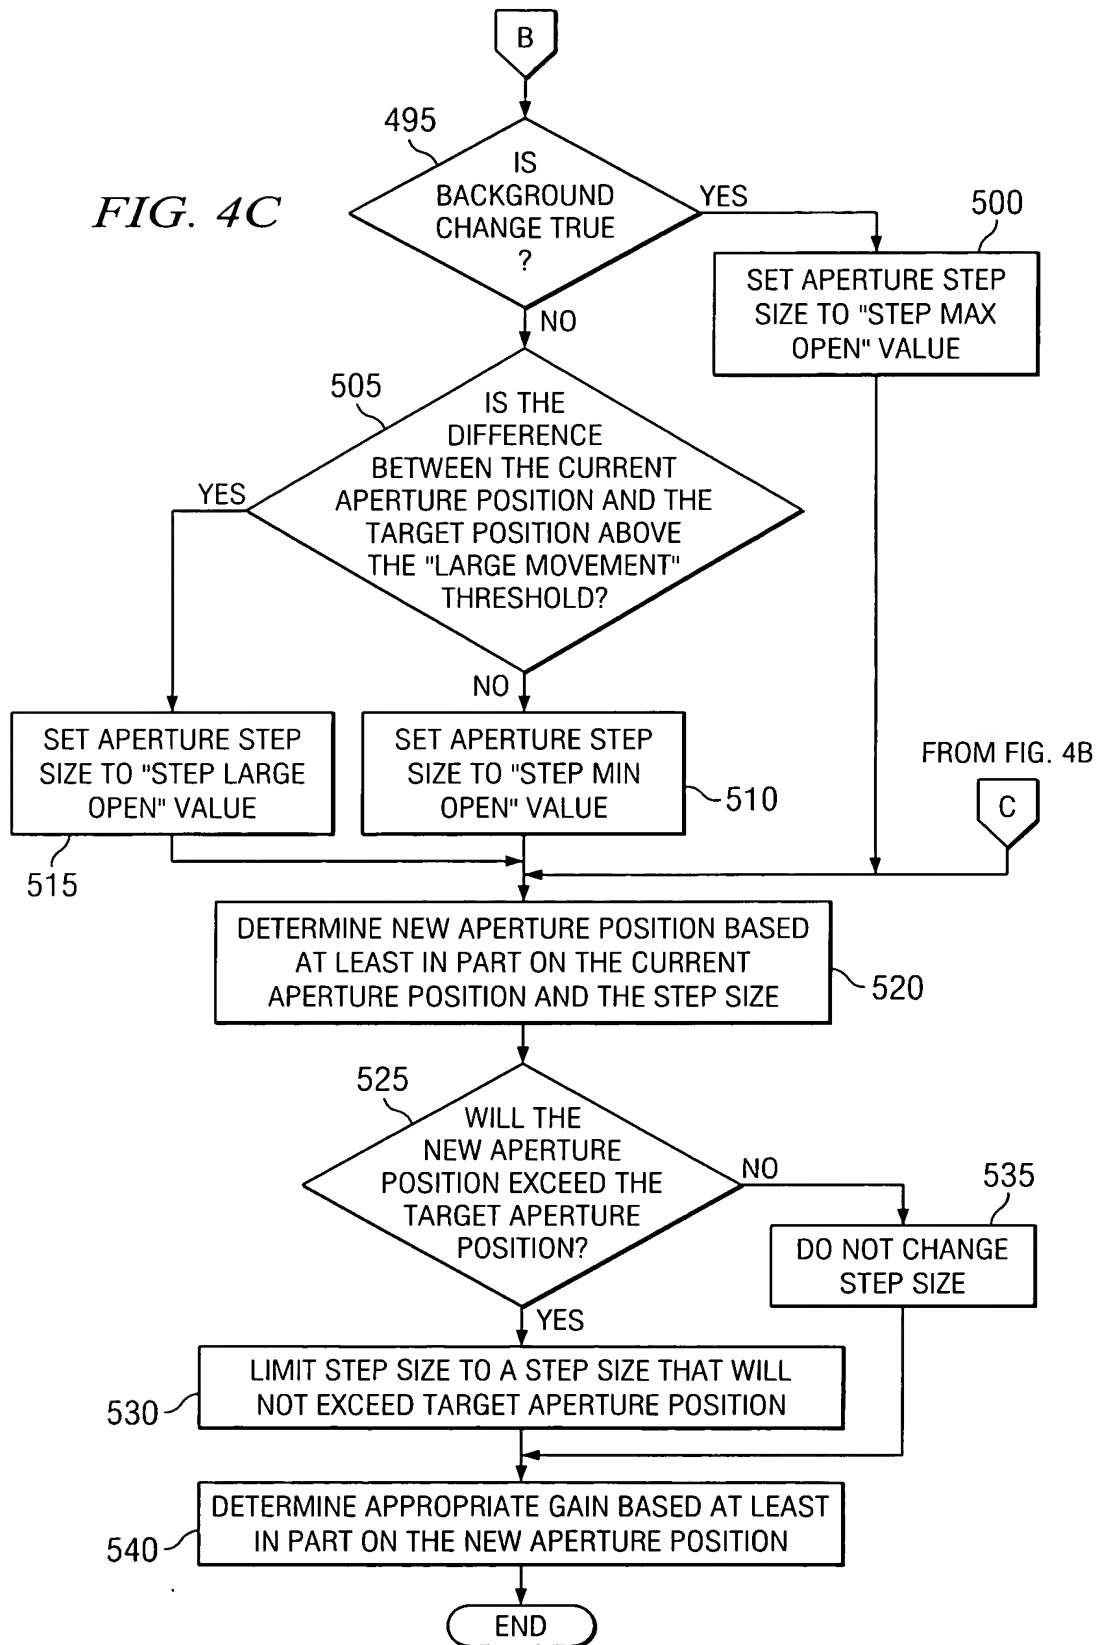 B
495
IS
BACKGROUND
CHANGE TRUE
?
YES
FIG. 4C
500
SET APERTURE STEP
SIZE TO "STEP MAX
OPEN" VALUE
NO
505
IS THE
DIFFERENCE
BETWEEN THE CURRENT
APERTURE POSITION AND THE
TARGET POSITION ABOVE
THE "LARGE MOVEMENT"
THRESHOLD?
YES
NO
SET APERTURE STEP
SIZE TO "STEP LARGE
OPEN" VALUE
515
SET APERTURE STEP
SIZE TO "STEP MIN
OPEN" VALUE
510
FROM FIG. 4B
C
DETERMINE NEW APERTURE POSITION BASED
AT LEAST IN PART ON THE CURRENT
APERTURE POSITION AND THE STEP SIZE
520
525
WILL THE
NEW APERTURE
POSITION EXCEED THE
TARGET APERTURE
POSITION?
NO
535
DO NOT CHANGE
STEP SIZE
YES
LIMIT STEP SIZE TO A STEP SIZE THAT WILL
NOT EXCEED TARGET APERTURE POSITION
530
DETERMINE APPROPRIATE GAIN BASED AT LEAST
IN PART ON THE NEW APERTURE POSITION
540
END